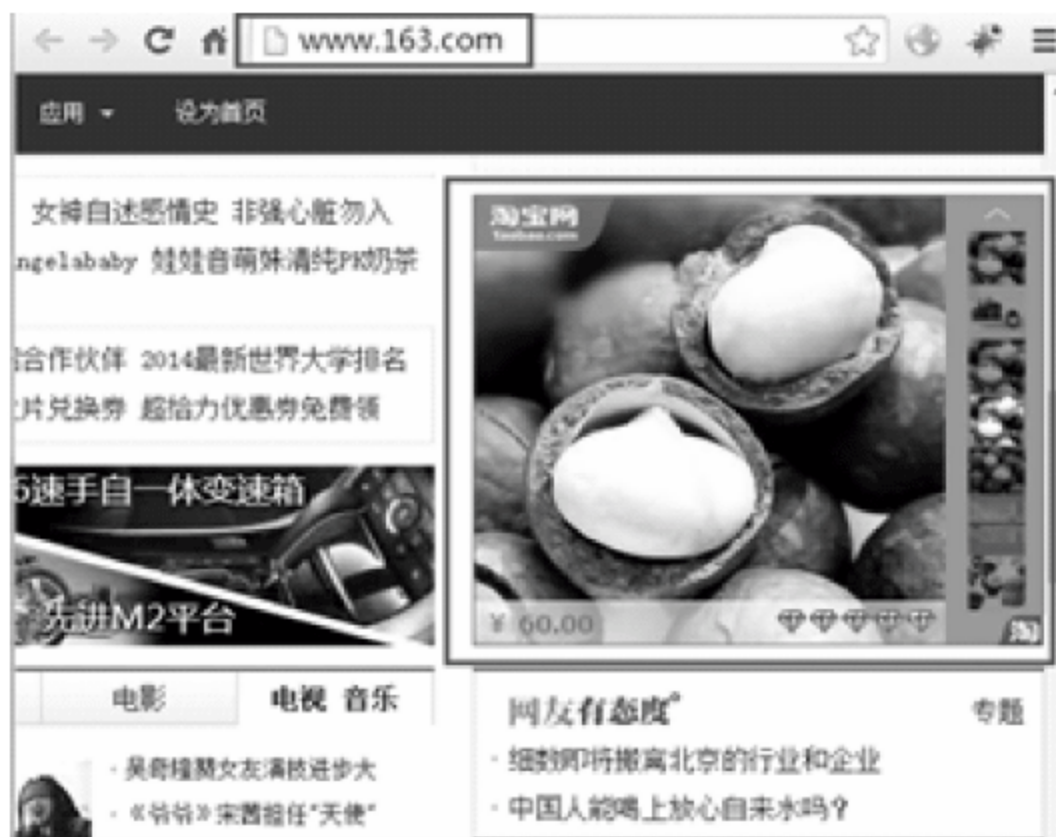 www.163.com
应用 设为首页
女神自述感情史 非强心脏勿入
ngelababy 娃娃音萌妹清纯PK奶茶
合作伙伴 2014最新世界大学排名
片兑换券 超给力优惠券免费领
6速手自一体变速箱
先进M2平台
电影 电视 音乐
· 吴奇隆赞女友演技进步大
· 《爷爷》宋茜担任“天使”
淘宝网
taobao.com
¥ 60.00
淘
网友有态度° 专题
· 细数即将搬离北京的行业和企业
· 中国人能喝上放心自来水吗?